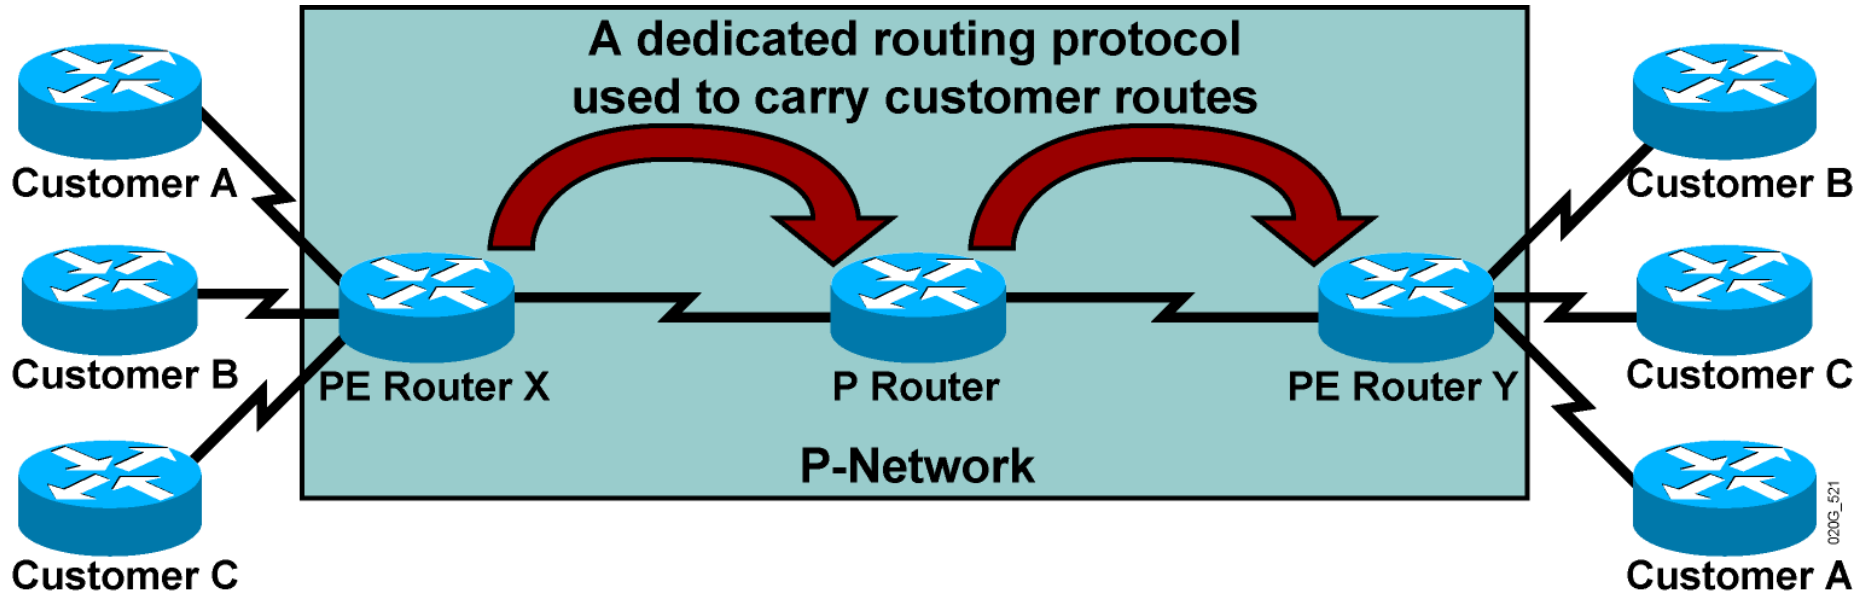 A dedicated routing protocol
used to carry customer routes
Customer A
Customer B
Customer B
Customer C
PE Router X
P Router
PE Router Y
P-Network
Customer C
Customer A
020G_521